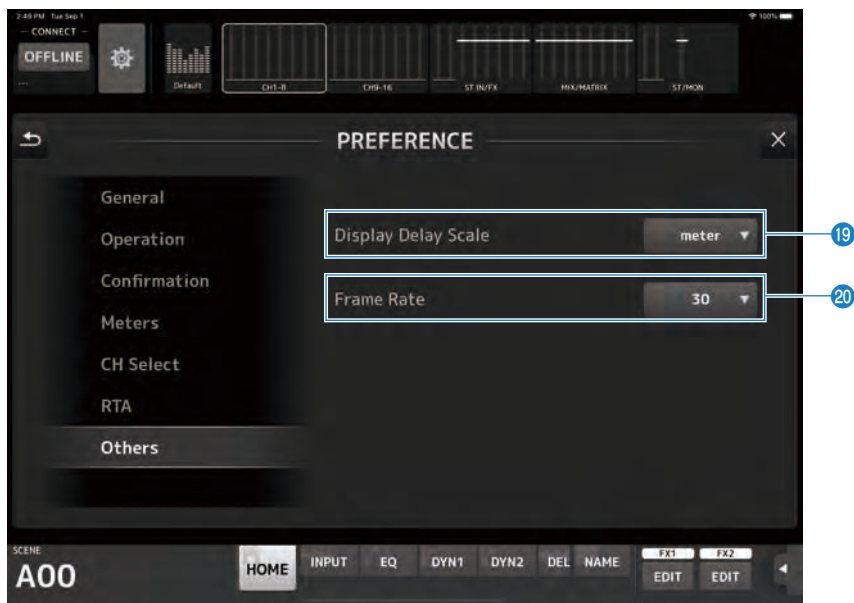 2:49 PM Tue Sep 1
100%
CONNECT
OFFLINE
...
Default
CH1-8
CH9-16
ST IN/FX
MIX/MATRIX
ST/MON
PREFERENCE
General
Operation
Confirmation
Meters
CH Select
RTA
Others
Display Delay Scale
meter
19
Frame Rate
30
20
SCENE
A00
HOME
INPUT
EQ
DYN1
DYN2
DEL
NAME
FX1
EDIT
FX2
EDIT